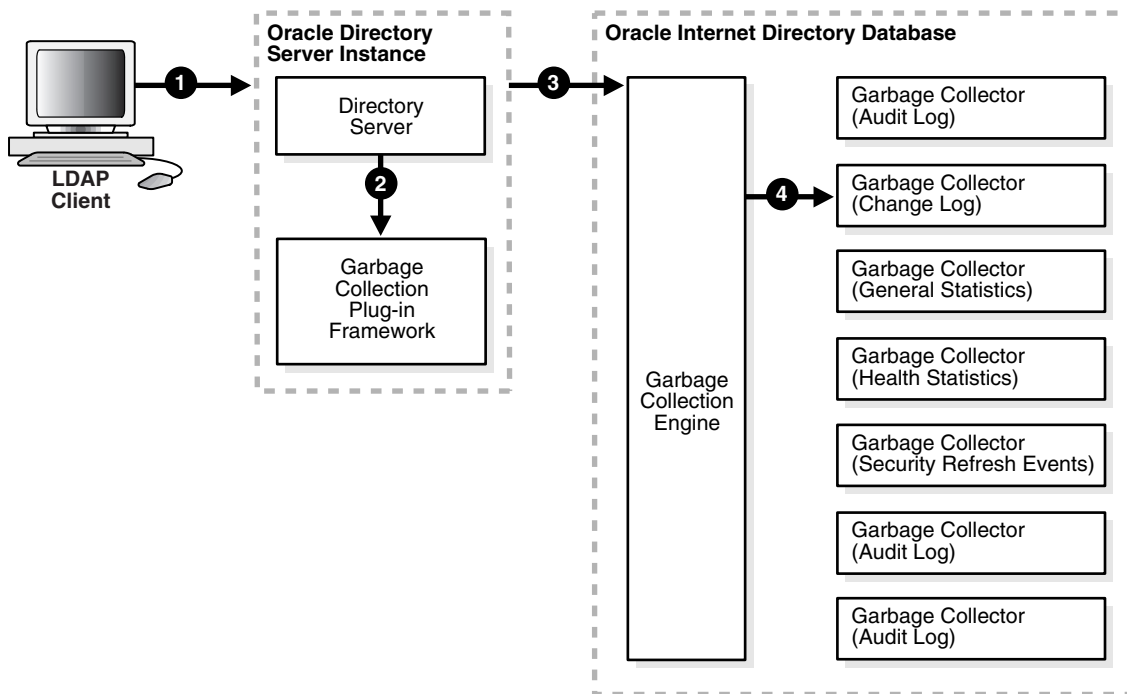 Oracle Directory
Server Instance
Oracle Internet Directory Database
1
3
Directory
Server
Garbage Collector
(Audit Log)
LDAP
Client
2
4
Garbage Collector
(Change Log)
Garbage
Collection
Plug-in
Framework
Garbage Collector
(General Statistics)
Garbage Collector
(Health Statistics)
Garbage
Collection
Engine
Garbage Collector
(Security Refresh Events)
Garbage Collector
(Audit Log)
Garbage Collector
(Audit Log)